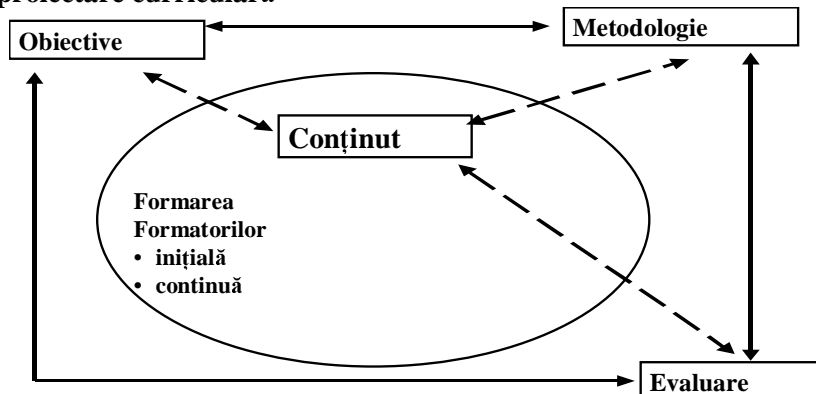 proiectare curriculară
Obiective
Metodologie
Conținut
Formarea
Formatorilor
• inițială
• continuă
Evaluare